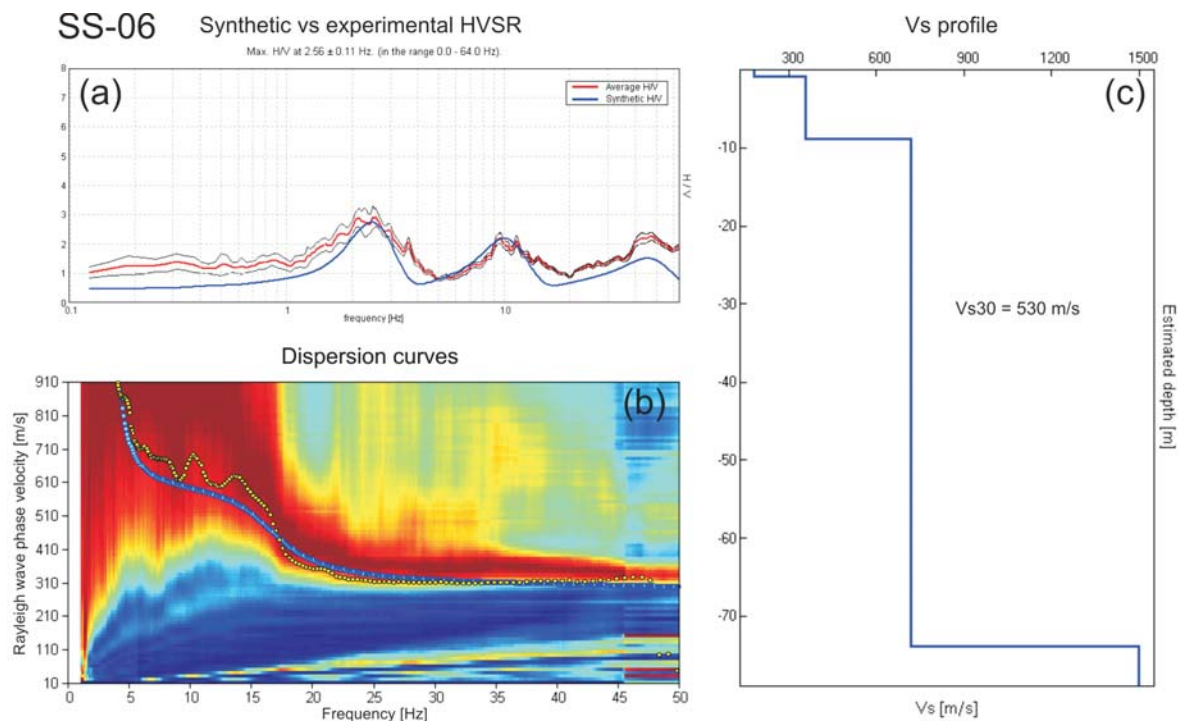 SS-06
Synthetic vs experimental HVSR
Max. H/V at 2.56 ± 0.11 Hz. (in the range 0.0 - 64.0 Hz).
(a)
Average H/V
Synthetic H/V
8
7
6
5
4
3
2
1
0
0.1
1
10
frequency [Hz]
H / V
Dispersion curves
(b)
910
810
710
610
510
410
310
210
110
10
0
5
10
15
20
25
30
35
40
45
50
Rayleigh wave phase velocity [m/s]
Frequency [Hz]
Vs profile
300
600
900
1200
1500
(c)
-10
-20
-30
-40
-50
-60
-70
Vs30 = 530 m/s
Estimated depth [m]
Vs [m/s]